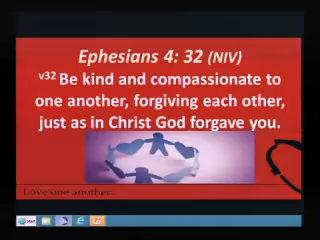 Ephesians 4: 32 (NIV)
v32 Be kind and compassionate to
one another, forgiving each other,
just as in Christ God forgave you.
Love one another.